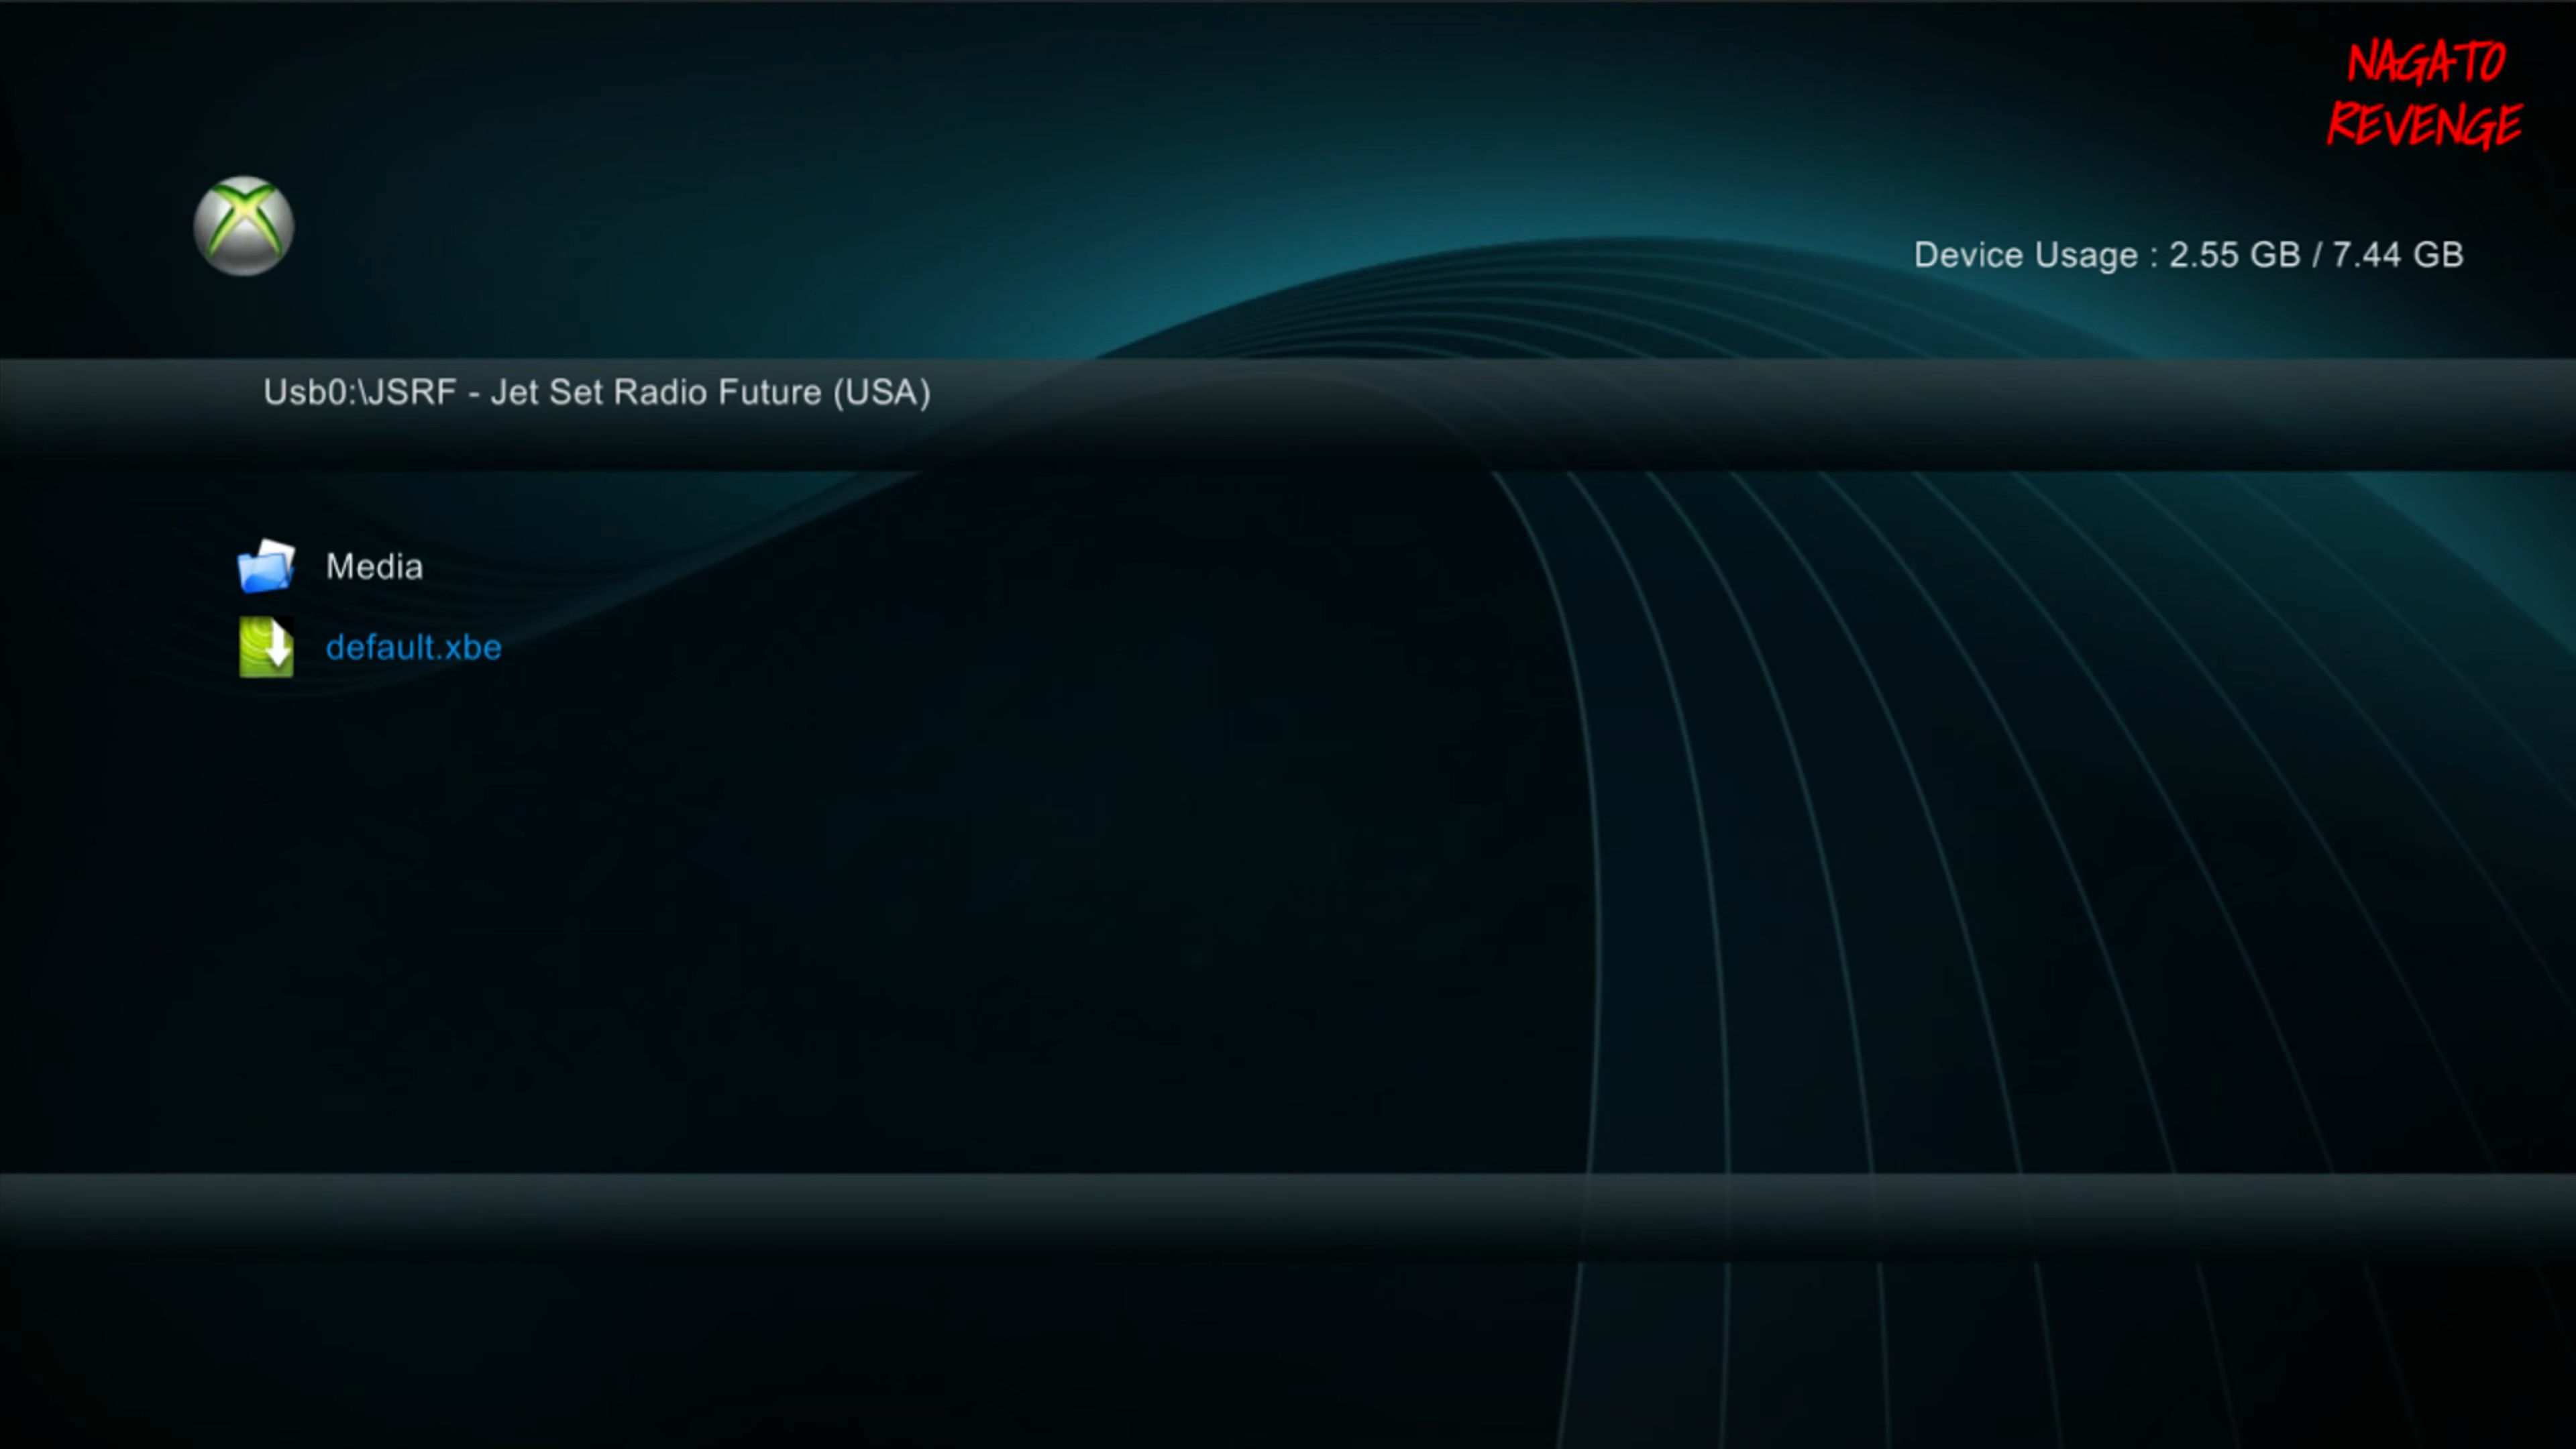 NAGATO
REVENGE
Device Usage : 2.55 GB / 7.44 GB
Usb0:\JSRF - Jet Set Radio Future (USA)
Media
default.xbe